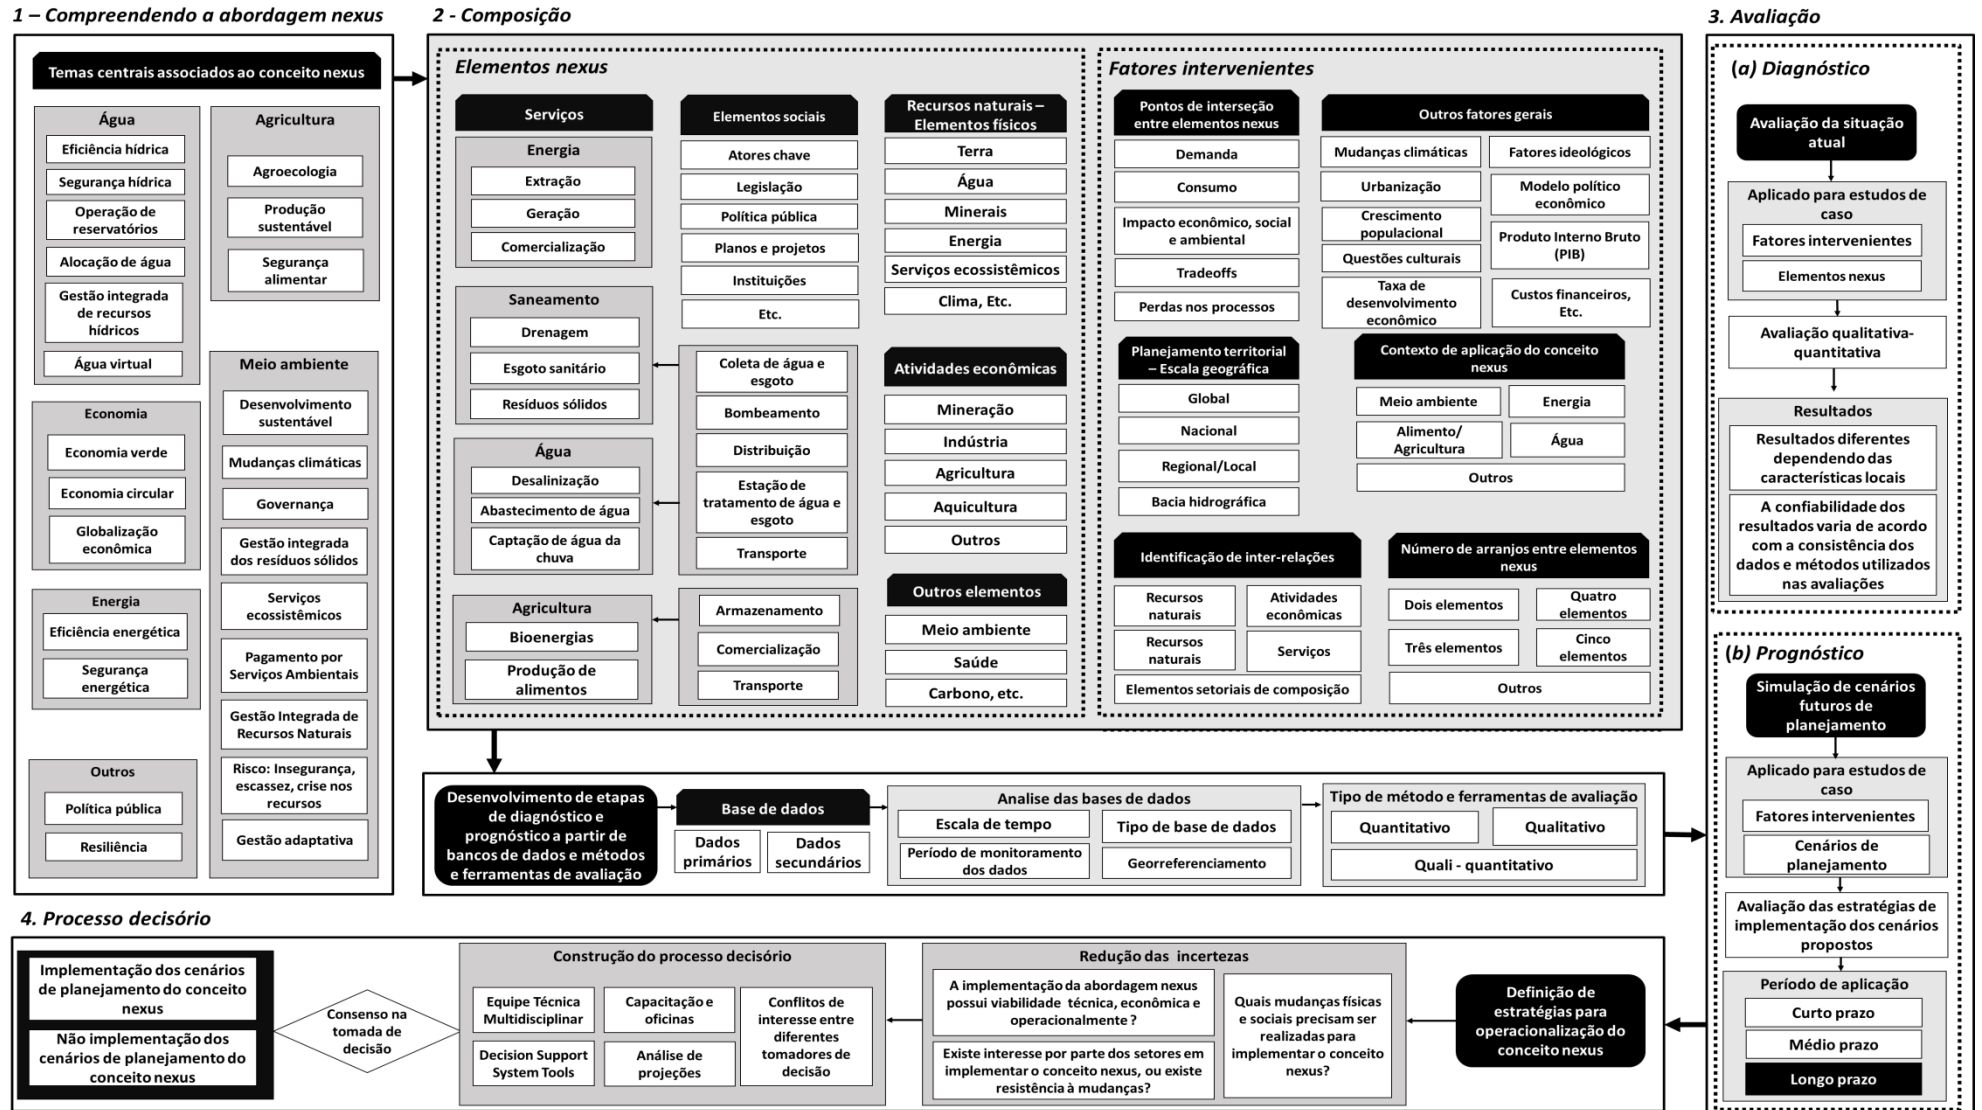 1 – Compreendendo a abordagem nexus
Temas centrais associados ao conceito nexus
Água
Eficiência hídrica
Segurança hídrica
Operação de
reservatórios
Alocação de água
Gestão integrada
de recursos
hídricos
Água virtual
Economia
Economia verde
Economia circular
Globalização
econômica
Energia
Eficiência energética
Segurança
energética
Outros
Política pública
Resiliência
Agricultura
Agroecologia
Produção
sustentável
Segurança
alimentar
Meio ambiente
Desenvolvimento
sustentável
Mudanças climáticas
Governança
Gestão integrada
dos resíduos sólidos
Serviços
ecossistêmicos
Pagamento por
Serviços Ambientais
Gestão Integrada de
Recursos Naturais
Risco: Insegurança,
escassez, crise nos
recursos
Gestão adaptativa
2 - Composição
Elementos nexus
Serviços
Energia
Extração
Geração
Comercialização
Saneamento
Drenagem
Esgoto sanitário
Resíduos sólidos
Água
Desalinização
Abastecimento de água
Captação de água da
chuva
Agricultura
Bioenergias
Produção de
alimentos
Elementos sociais
Atores chave
Legislação
Política pública
Planos e projetos
Instituições
Etc.
Coleta de água e
esgoto
Bombeamento
Distribuição
Estação de
tratamento de água e
esgoto
Transporte
Armazenamento
Comercialização
Transporte
Recursos naturais –
Elementos físicos
Terra
Água
Minerais
Energia
Serviços ecossistêmicos
Clima, Etc.
Atividades econômicas
Mineração
Indústria
Agricultura
Aquicultura
Outros
Outros elementos
Meio ambiente
Saúde
Carbono, etc.
Fatores intervenientes
Pontos de interseção
entre elementos nexus
Demanda
Consumo
Impacto econômico, social
e ambiental
Tradeoffs
Perdas nos processos
Outros fatores gerais
Mudanças climáticas
Urbanização
Crescimento
populacional
Questões culturais
Taxa de
desenvolvimento
econômico
Fatores ideológicos
Modelo político
econômico
Produto Interno Bruto
(PIB)
Custos financeiros,
Etc.
Planejamento territorial
– Escala geográfica
Global
Nacional
Regional/Local
Bacia hidrográfica
Contexto de aplicação do conceito
nexus
Meio ambiente
Energia
Alimento/
Agricultura
Água
Outros
Identificação de inter-relações
Recursos
naturais
Atividades
econômicas
Recursos
naturais
Serviços
Elementos setoriais de composição
Número de arranjos entre elementos
nexus
Dois elementos
Quatro
elementos
Três elementos
Cinco
elementos
Outros
Desenvolvimento de etapas
de diagnóstico e
prognóstico a partir de
bancos de dados e métodos
e ferramentas de avaliação
Base de dados
Dados
primários
Dados
secundários
Analise das bases de dados
Escala de tempo
Tipo de base de dados
Período de monitoramento
dos dados
Georreferenciamento
Tipo de método e ferramentas de avaliação
Quantitativo
Qualitativo
Quali - quantitativo
3. Avaliação
(a) Diagnóstico
Avaliação da situação
atual
Aplicado para estudos de
caso
Fatores intervenientes
Elementos nexus
Avaliação qualitativa-
quantitativa
Resultados
Resultados diferentes
dependendo das
características locais
A confiabilidade dos
resultados varia de acordo
com a consistência dos
dados e métodos utilizados
nas avaliações
(b) Prognóstico
Simulação de cenários
futuros de
planejamento
Aplicado para estudos de
caso
Fatores intervenientes
Cenários de
planejamento
Avaliação das estratégias de
implementação dos cenários
propostos
Período de aplicação
Curto prazo
Médio prazo
Longo prazo
4. Processo decisório
Implementação dos cenários
de planejamento do conceito
nexus
Não implementação dos
cenários de planejamento do
conceito nexus
Consenso na
tomada de
decisão
Construção do processo decisório
Equipe Técnica
Multidisciplinar
Capacitação e
oficinas
Decision Support
System Tools
Análise de
projeções
Conflitos de
interesse entre
diferentes
tomadores de
decisão
Redução das incertezas
A implementação da abordagem nexus
possui viabilidade técnica, econômica e
operacionalmente ?
Existe interesse por parte dos setores em
implementar o conceito nexus, ou existe
resistência à mudanças?
Quais mudanças físicas
e sociais precisam ser
realizadas para
implementar o conceito
nexus?
Definição de
estratégias para
operacionalização do
conceito nexus